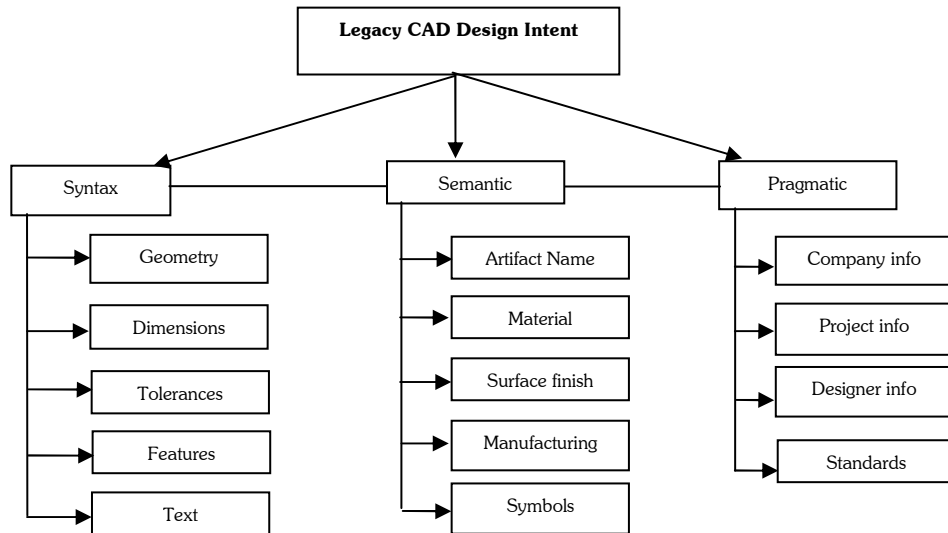 Legacy CAD Design Intent
Syntax
Semantic
Pragmatic
Geometry
Dimensions
Tolerances
Features
Text
Artifact Name
Material
Surface finish
Manufacturing
Symbols
Company info
Project info
Designer info
Standards